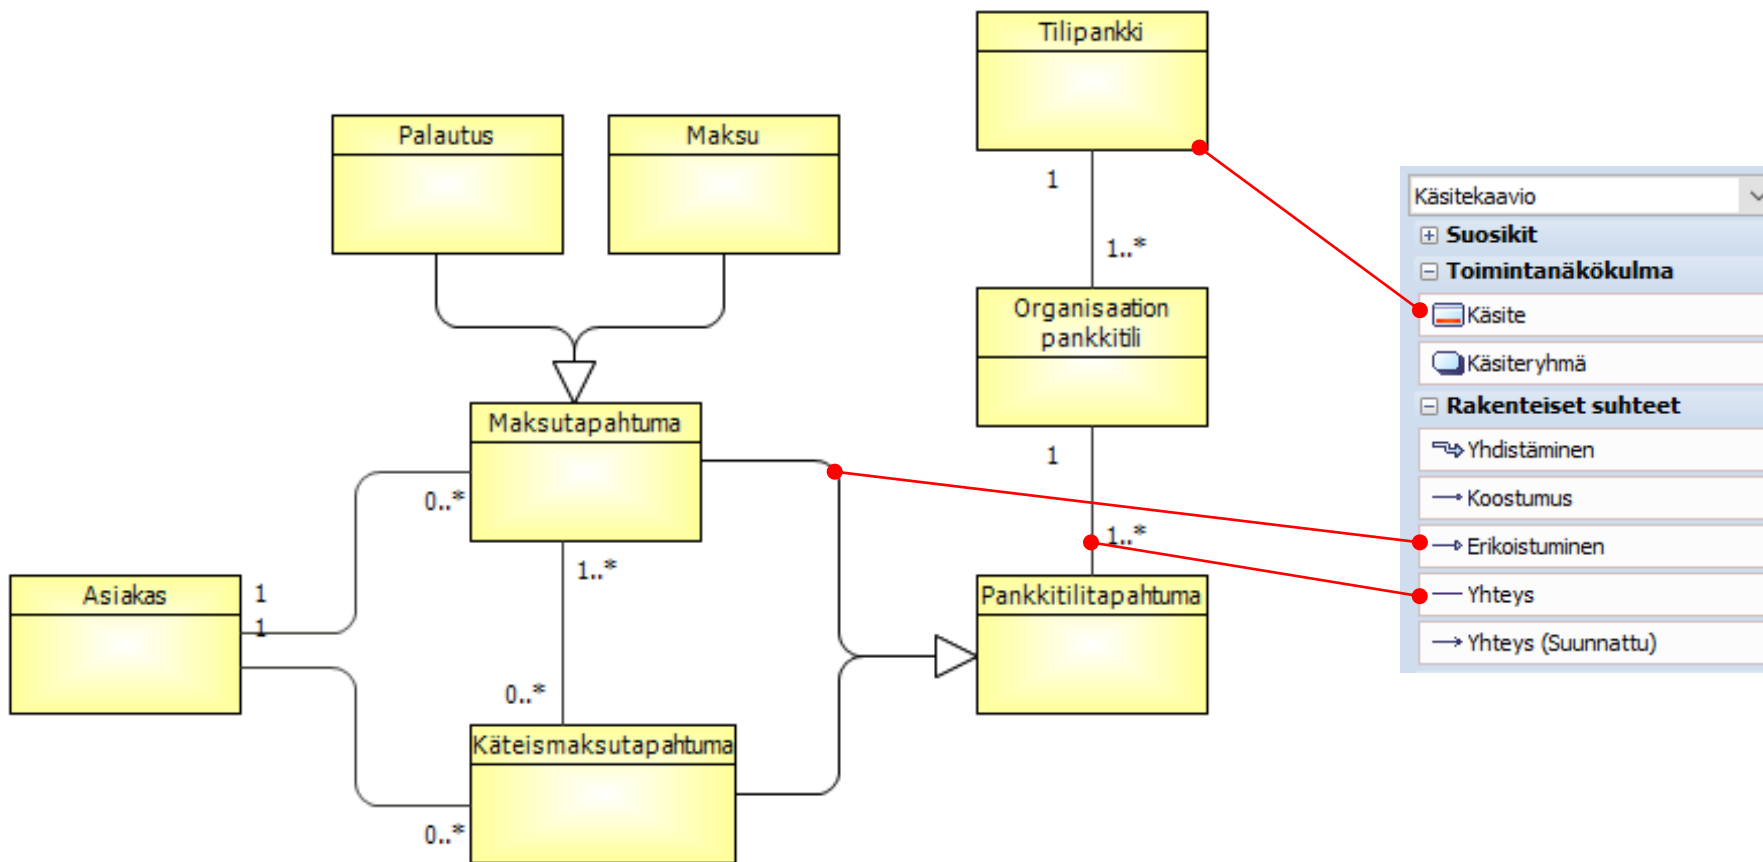 Tilipankki
Palautus
Maksu
1
1..*
Organisaation
pankkitili
Maksutapahtuma
1
0..*
1..*
1..*
Asiakas
1
1
Pankkitilitapahtuma
0..*
Käteismaksutapahtuma
0..*
Käsitekaavio
Suosikit
Toimintanäkökulma
Käsite
Käsiteryhmä
Rakenteiset suhteet
Yhdistäminen
Koostumus
Erikoistuminen
Yhteys
Yhteys (Suunnattu)